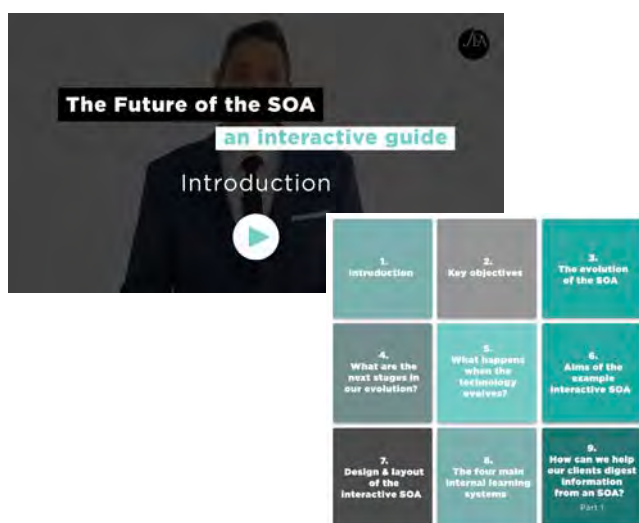 The Future of the SOA
an interactive guide
Introduction
1.
Introduction
2.
Key objectives
3.
The evolution
of the SOA
4.
What are the
next stages in
our evolution?
5.
What happens
when the
technology
evolves?
6.
Aims of the
example
interactive SOA
7.
Design & layout
of the
interactive SOA
8.
The four main
internal learning
systems
9.
How can we help
our clients digest
information
from an SOA?
Part 1